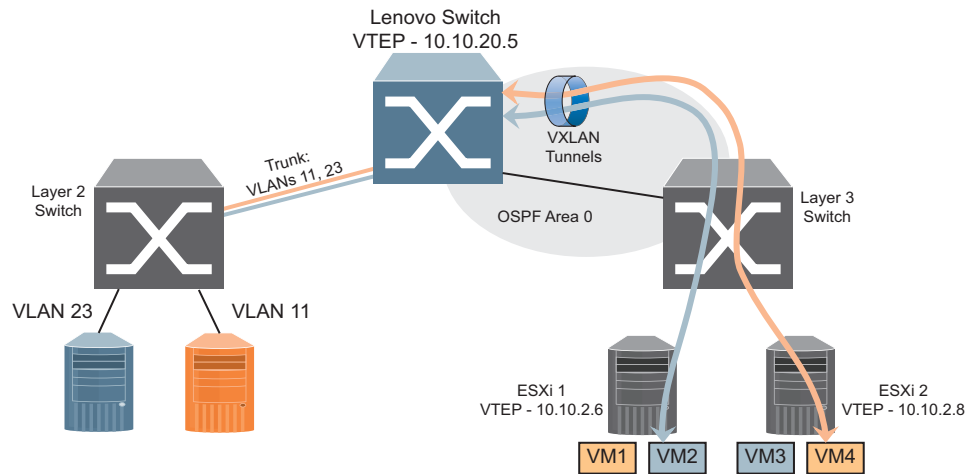 Lenovo Switch
VTEP - 10.10.20.5
VXLAN
Tunnels
Trunk:
VLANs 11, 23
Layer 2
Switch
Layer 3
Switch
OSPF Area 0
VLAN 23
VLAN 11
ESXi 1
VTEP - 10.10.2.6
ESXi 2
VTEP - 10.10.2.8
VM1
VM2
VM3
VM4